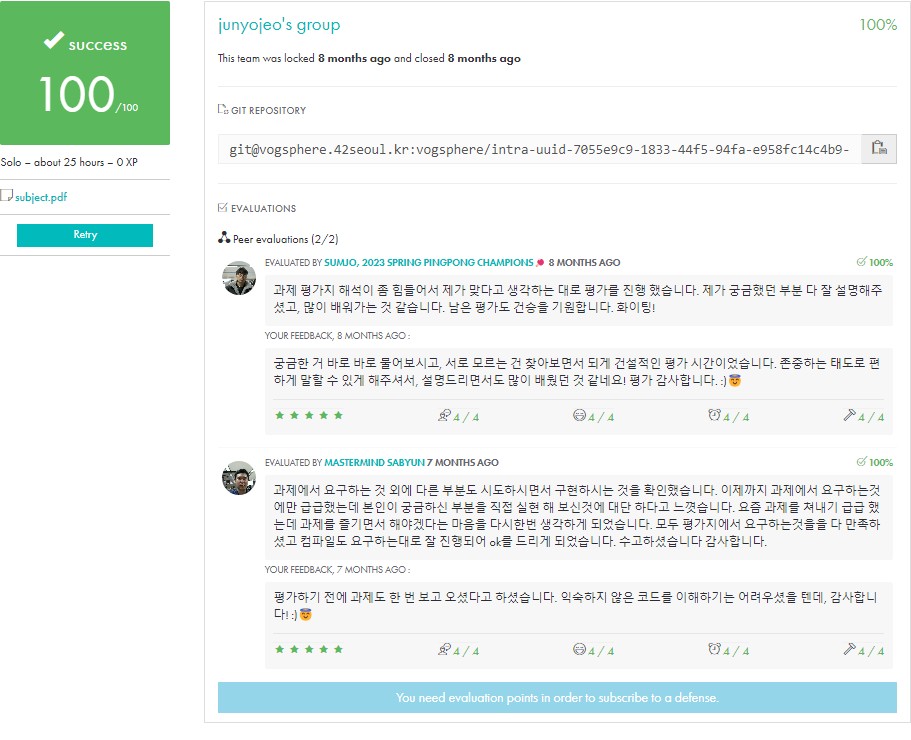 success
100/100
Solo – about 25 hours – 0 XP
subject.pdf
Retry
junyojeo's group
100%
This team was locked 8 months ago and closed 8 months ago
GIT REPOSITORY
git@vogsphere.42seoul.kr:vogsphere/intra-uuid-7055e9c9-1833-44f5-94fa-e958fc14c4b9-
EVALUATIONS
Peer evaluations (2/2)
EVALUATED BY SUMJO, 2023 SPRING PINGPONG CHAMPIONS🏓 8 MONTHS AGO
100%
과제 평가지 해석이 좀 힘들어서 제가 맞다고 생각하는 대로 평가를 진행 했습니다. 제가 궁금했던 부분 다 잘 설명해주
셨고, 많이 배워가는 것 같습니다. 남은 평가도 건승을 기원합니다. 화이팅!
YOUR FEEDBACK, 8 MONTHS AGO :
궁금한 거 바로 바로 물어보시고, 서로 모르는 건 찾아보면서 되게 건설적인 평가 시간이었습니다. 존중하는 태도로 편
하게 말할 수 있게 해주셔서, 설명드리면서도 많이 배웠던 것 같네요! 평가 감사합니다. :)😇
★ ★ ★ ★ ★ 4 / 4 4 / 4 4 / 4 4 / 4
EVALUATED BY MASTERMIND SABYUN 7 MONTHS AGO
100%
과제에서 요구하는 것 외에 다른 부분도 시도하시면서 구현하시는 것을 확인했습니다. 이제까지 과제에서 요구하는것
에만 급급했는데 본인이 궁금하신 부분을 직접 실현 해 보신것에 대단 하다고 느꼇습니다. 요즘 과제를 쳐내기 급급 했
는데 과제를 즐기면서 해야겠다는 마음을 다시한번 생각하게 되었습니다. 모두 평가지에서 요구하는것을을 다 만족하
셨고 컴파일도 요구하는대로 잘 진행되어 ok를 드리게 되었습니다. 수고하셨습니다 감사합니다.
YOUR FEEDBACK, 7 MONTHS AGO :
평가하기 전에 과제도 한 번 보고 오셨다고 하셨습니다. 익숙하지 않은 코드를 이해하기는 어려우셨을 텐데, 감사합니
다! :)😇
★ ★ ★ ★ ★ 4 / 4 4 / 4 4 / 4 4 / 4
You need evaluation points in order to subscribe to a defense.